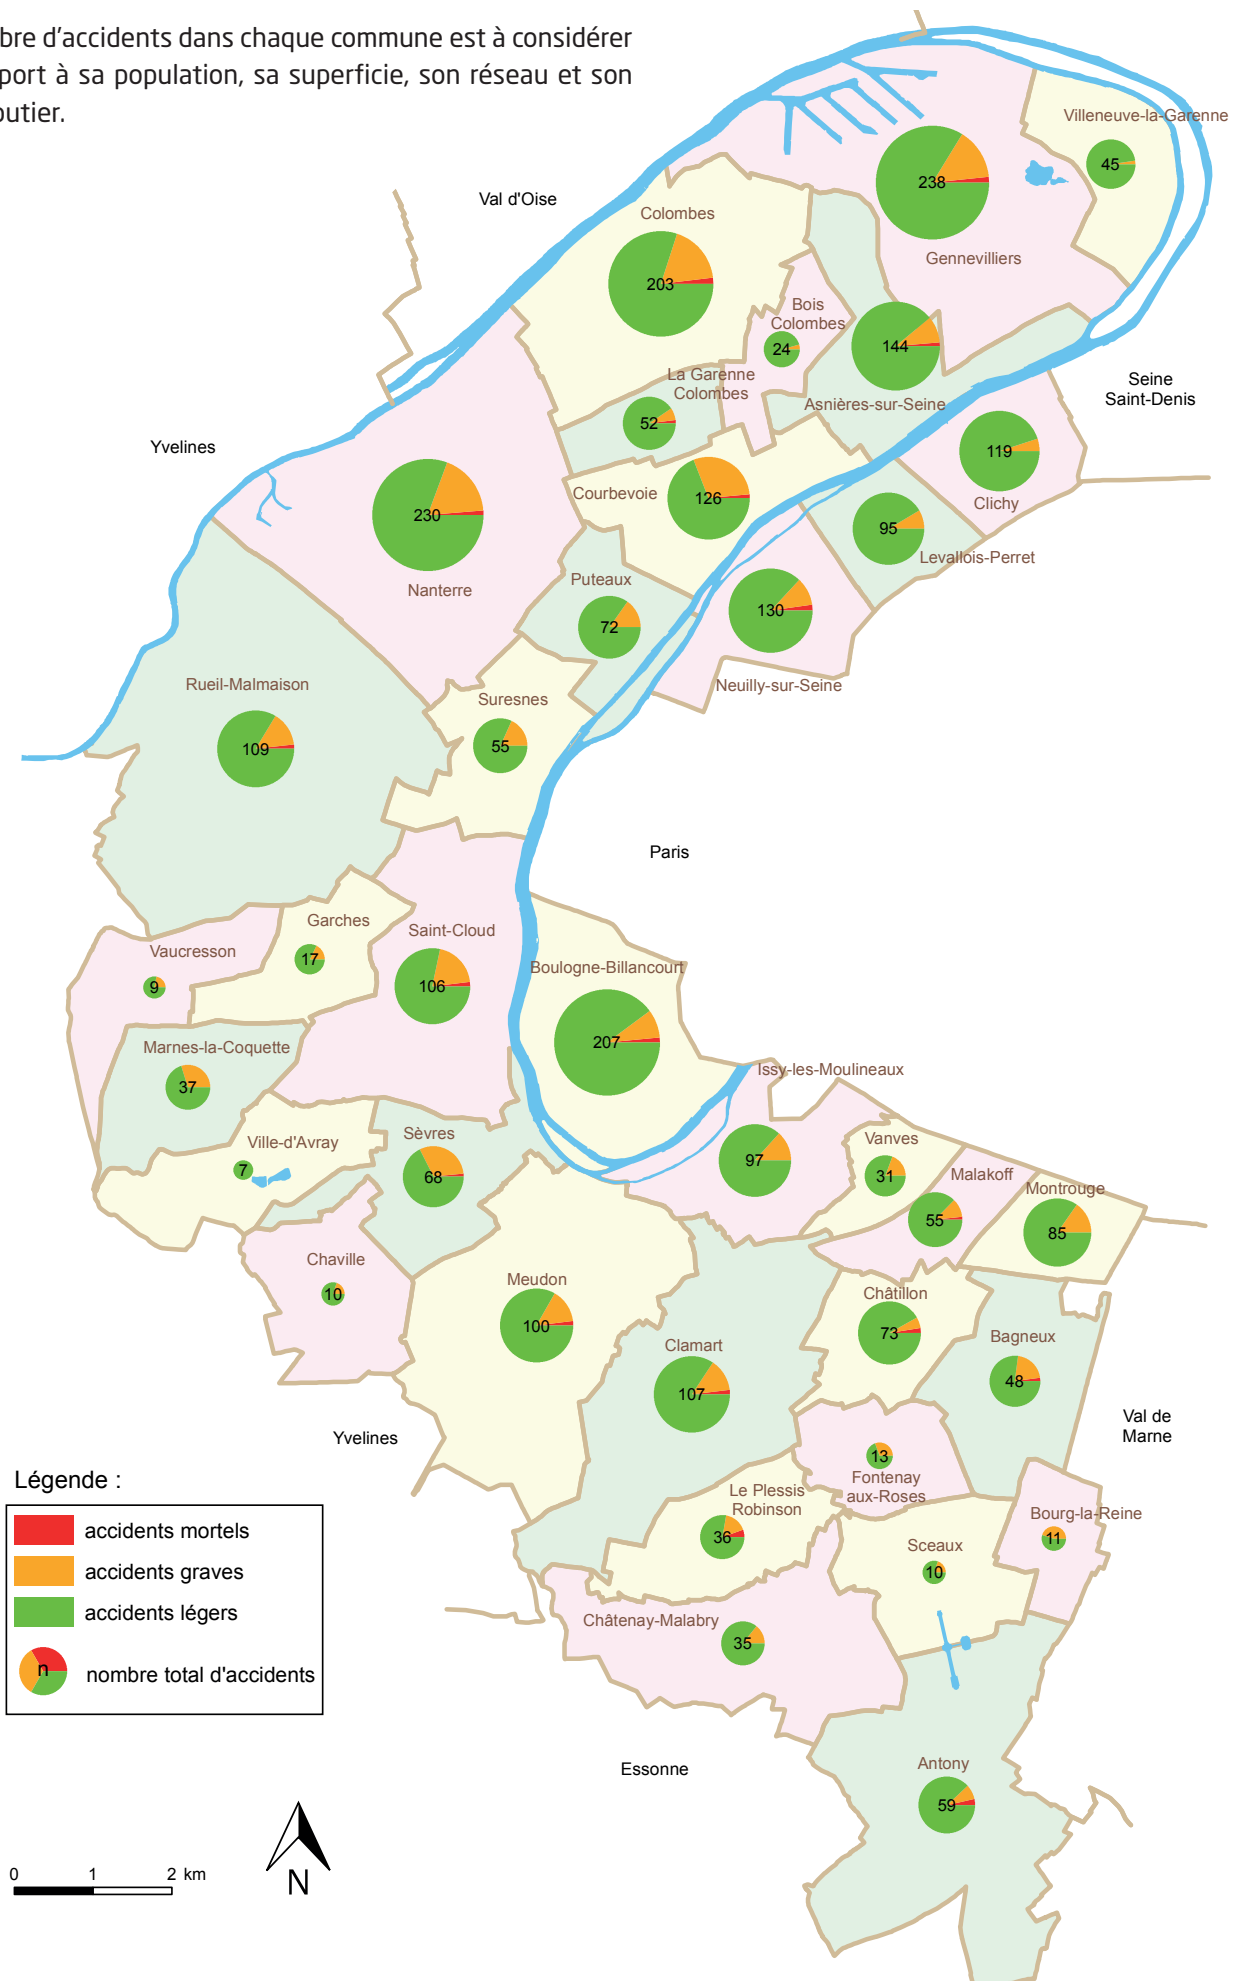 bre d'accidents dans chaque commune est à considérer
port à sa population, sa superficie, son réseau et son
outier.
Villeneuve-la-Garenne
45
238
Gennevilliers
Val d'Oise
Colombes
203
Bois
Colombes
24
144
Asnières-sur-Seine
La Garenne
Colombes
52
Seine
Saint-Denis
Yvelines
119
Clichy
Courbevoie
126
230
Nanterre
95
Levallois-Perret
Puteaux
72
130
Neuilly-sur-Seine
Rueil-Malmaison
109
Suresnes
55
Paris
Garches
17
Saint-Cloud
106
Vaucresson
9
Boulogne-Billancourt
207
Marnes-la-Coquette
37
Issy-les-Moulineaux
97
Ville-d'Avray
7
Sèvres
68
Vanves
31
Malakoff
55
Montrouge
85
Chaville
10
Meudon
100
Châtillon
73
Clamart
107
Bagneux
48
Yvelines
Val de
Marne
13
Fontenay
aux-Roses
Le Plessis
Robinson
36
Bourg-la-Reine
11
Sceaux
10
Châtenay-Malabry
35
Essonne
Antony
59
Légende :
accidents mortels
accidents graves
accidents légers
n
nombre total d'accidents
0 1 2 km
N